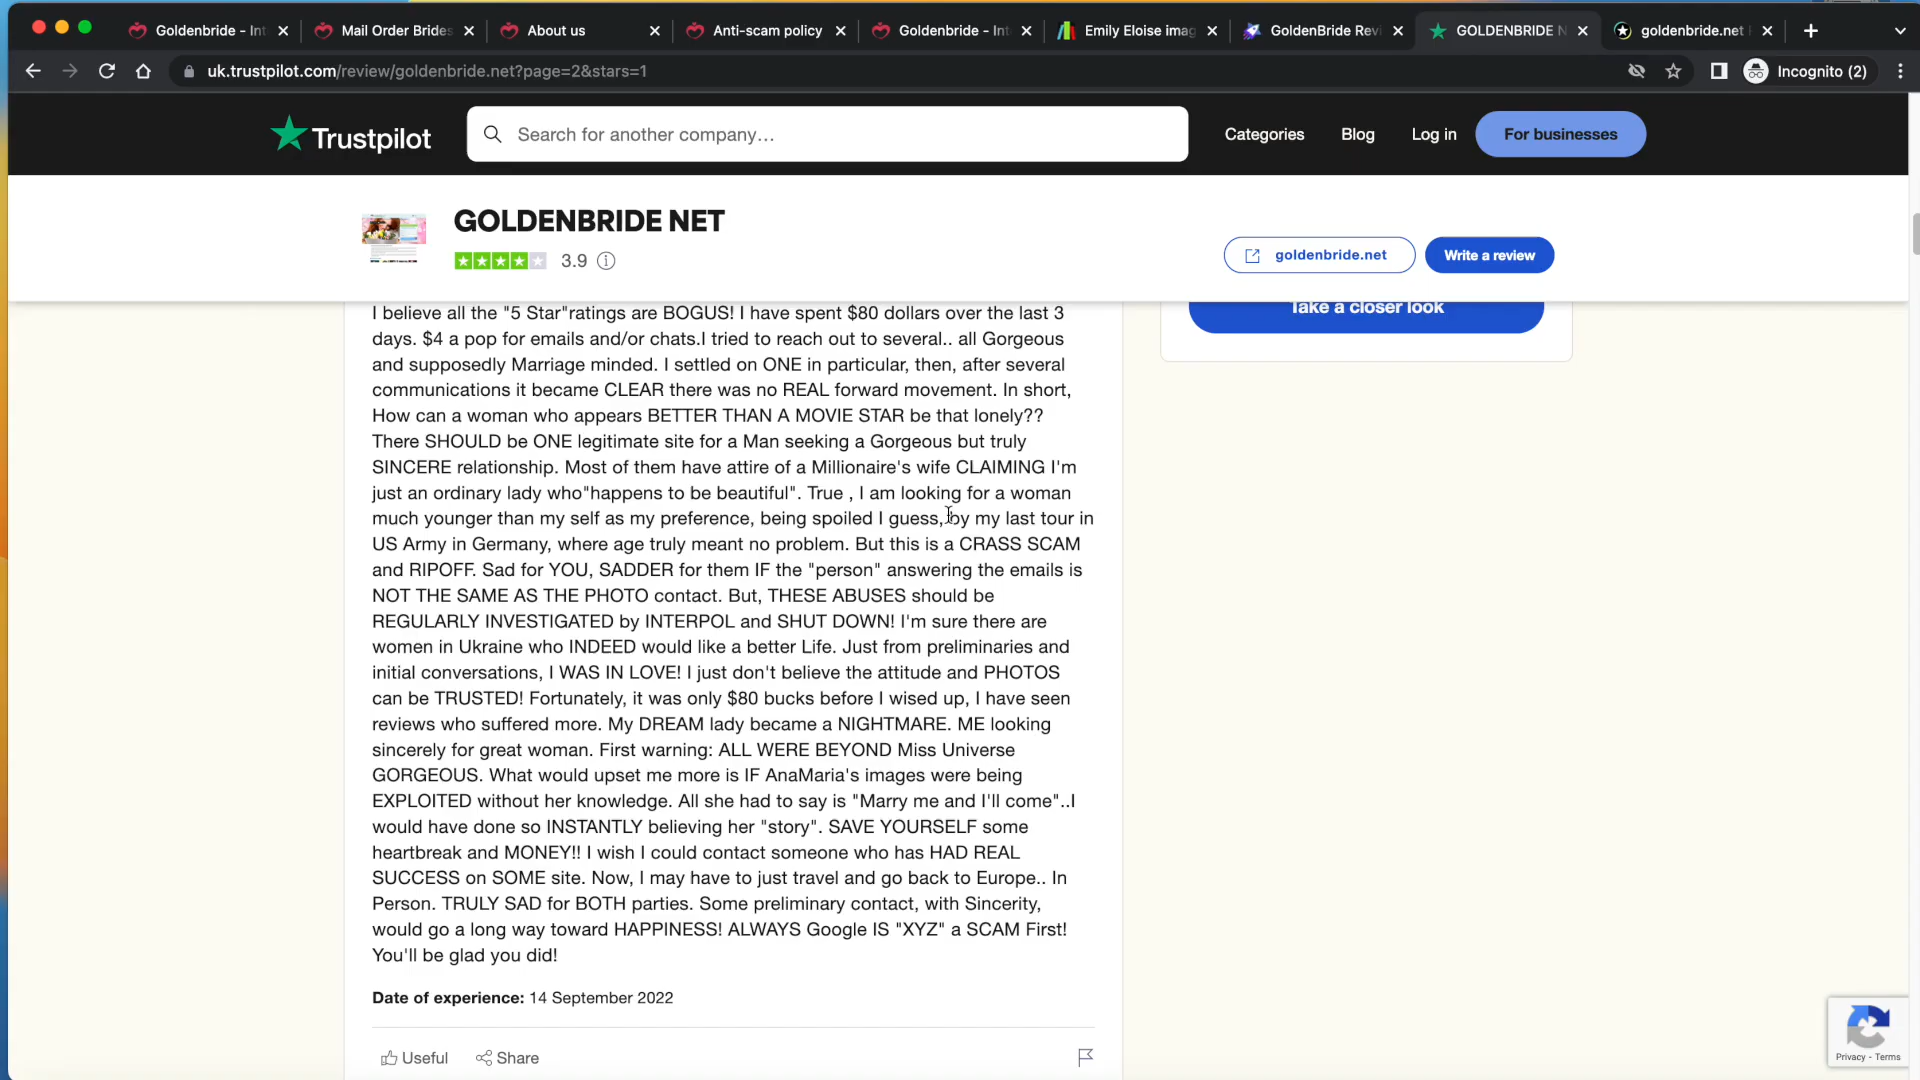 Goldenbride - Int
Mail Order Brides
About us
Anti-scam policy
Goldenbride - Int
Emily Eloise imag
GoldenBride Revi
GOLDENBRIDE N
goldenbride.net
uk.trustpilot.com/review/goldenbride.net?page=2&stars=1
Incognito (2)
Trustpilot
Search for another company...
Categories
Blog
Log in
For businesses
GOLDENBRIDE NET
3.9
goldenbride.net
Write a review
Take a closer look
I believe all the "5 Star"ratings are BOGUS! I have spent $80 dollars over the last 3
days. $4 a pop for emails and/or chats.I tried to reach out to several.. all Gorgeous
and supposedly Marriage minded. I settled on ONE in particular, then, after several
communications it became CLEAR there was no REAL forward movement. In short,
How can a woman who appears BETTER THAN A MOVIE STAR be that lonely??
There SHOULD be ONE legitimate site for a Man seeking a Gorgeous but truly
SINCERE relationship. Most of them have attire of a Millionaire's wife CLAIMING I'm
just an ordinary lady who"happens to be beautiful". True , I am looking for a woman
much younger than my self as my preference, being spoiled I guess, by my last tour in
US Army in Germany, where age truly meant no problem. But this is a CRASS SCAM
and RIPOFF. Sad for YOU, SADDER for them IF the "person" answering the emails is
NOT THE SAME AS THE PHOTO contact. But, THESE ABUSES should be
REGULARLY INVESTIGATED by INTERPOL and SHUT DOWN! I'm sure there are
women in Ukraine who INDEED would like a better Life. Just from preliminaries and
initial conversations, I WAS IN LOVE! I just don't believe the attitude and PHOTOS
can be TRUSTED! Fortunately, it was only $80 bucks before I wised up, I have seen
reviews who suffered more. My DREAM lady became a NIGHTMARE. ME looking
sincerely for great woman. First warning: ALL WERE BEYOND Miss Universe
GORGEOUS. What would upset me more is IF AnaMaria's images were being
EXPLOITED without her knowledge. All she had to say is "Marry me and I'll come"..I
would have done so INSTANTLY believing her "story". SAVE YOURSELF some
heartbreak and MONEY!! I wish I could contact someone who has HAD REAL
SUCCESS on SOME site. Now, I may have to just travel and go back to Europe.. In
Person. TRULY SAD for BOTH parties. Some preliminary contact, with Sincerity,
would go a long way toward HAPPINESS! ALWAYS Google IS "XYZ" a SCAM First!
You'll be glad you did!
Date of experience: 14 September 2022
Useful
Share
Privacy - Terms